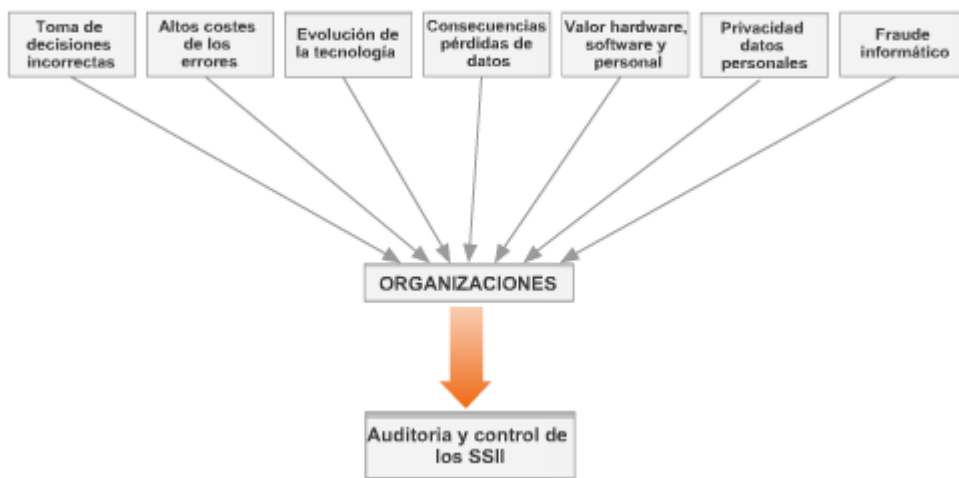 Toma de
decisiones
incorrectas
Altos costes
de los
errores
Evolución de
la tecnología
Consecuencias
pérdidas de
datos
Valor hardware,
software y
personal
Privacidad
datos
personales
Fraude
informático
ORGANIZACIONES
Auditoria y control de
los SSII